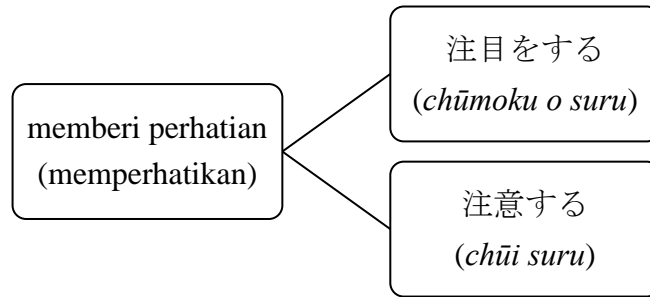 memberi perhatian
(memperhatikan)
注目をする
(chūmoku o suru)
注意する
(chūi suru)